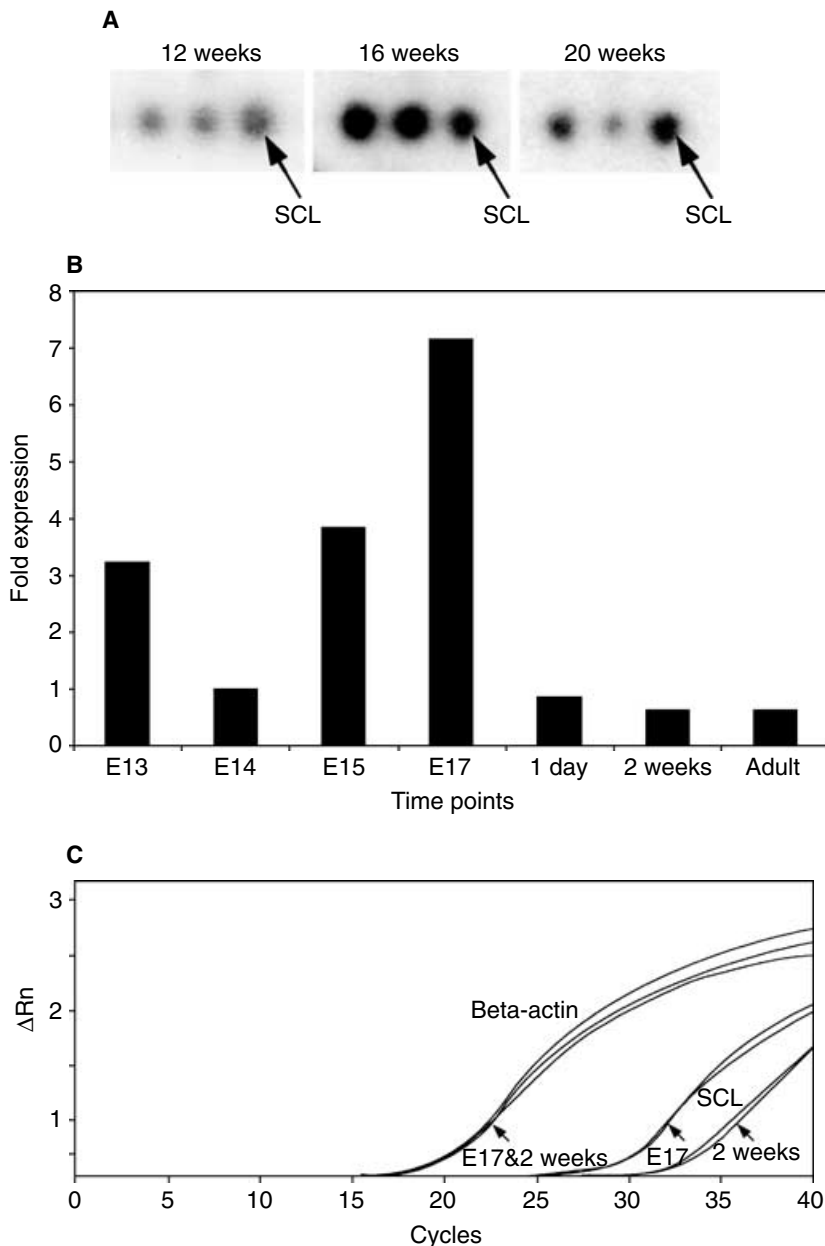 A
12 weeks 16 weeks 20 weeks
SCL SCL SCL
B
8
7
6
5
4
3
2
1
0
Fold expression
E13 E14 E15 E17 1 day 2 weeks Adult
Time points
C
3
2
1
ΔRn
Beta-actin
SCL
E17&2 weeks E17 2 weeks
0 5 10 15 20 25 30 35 40
Cycles